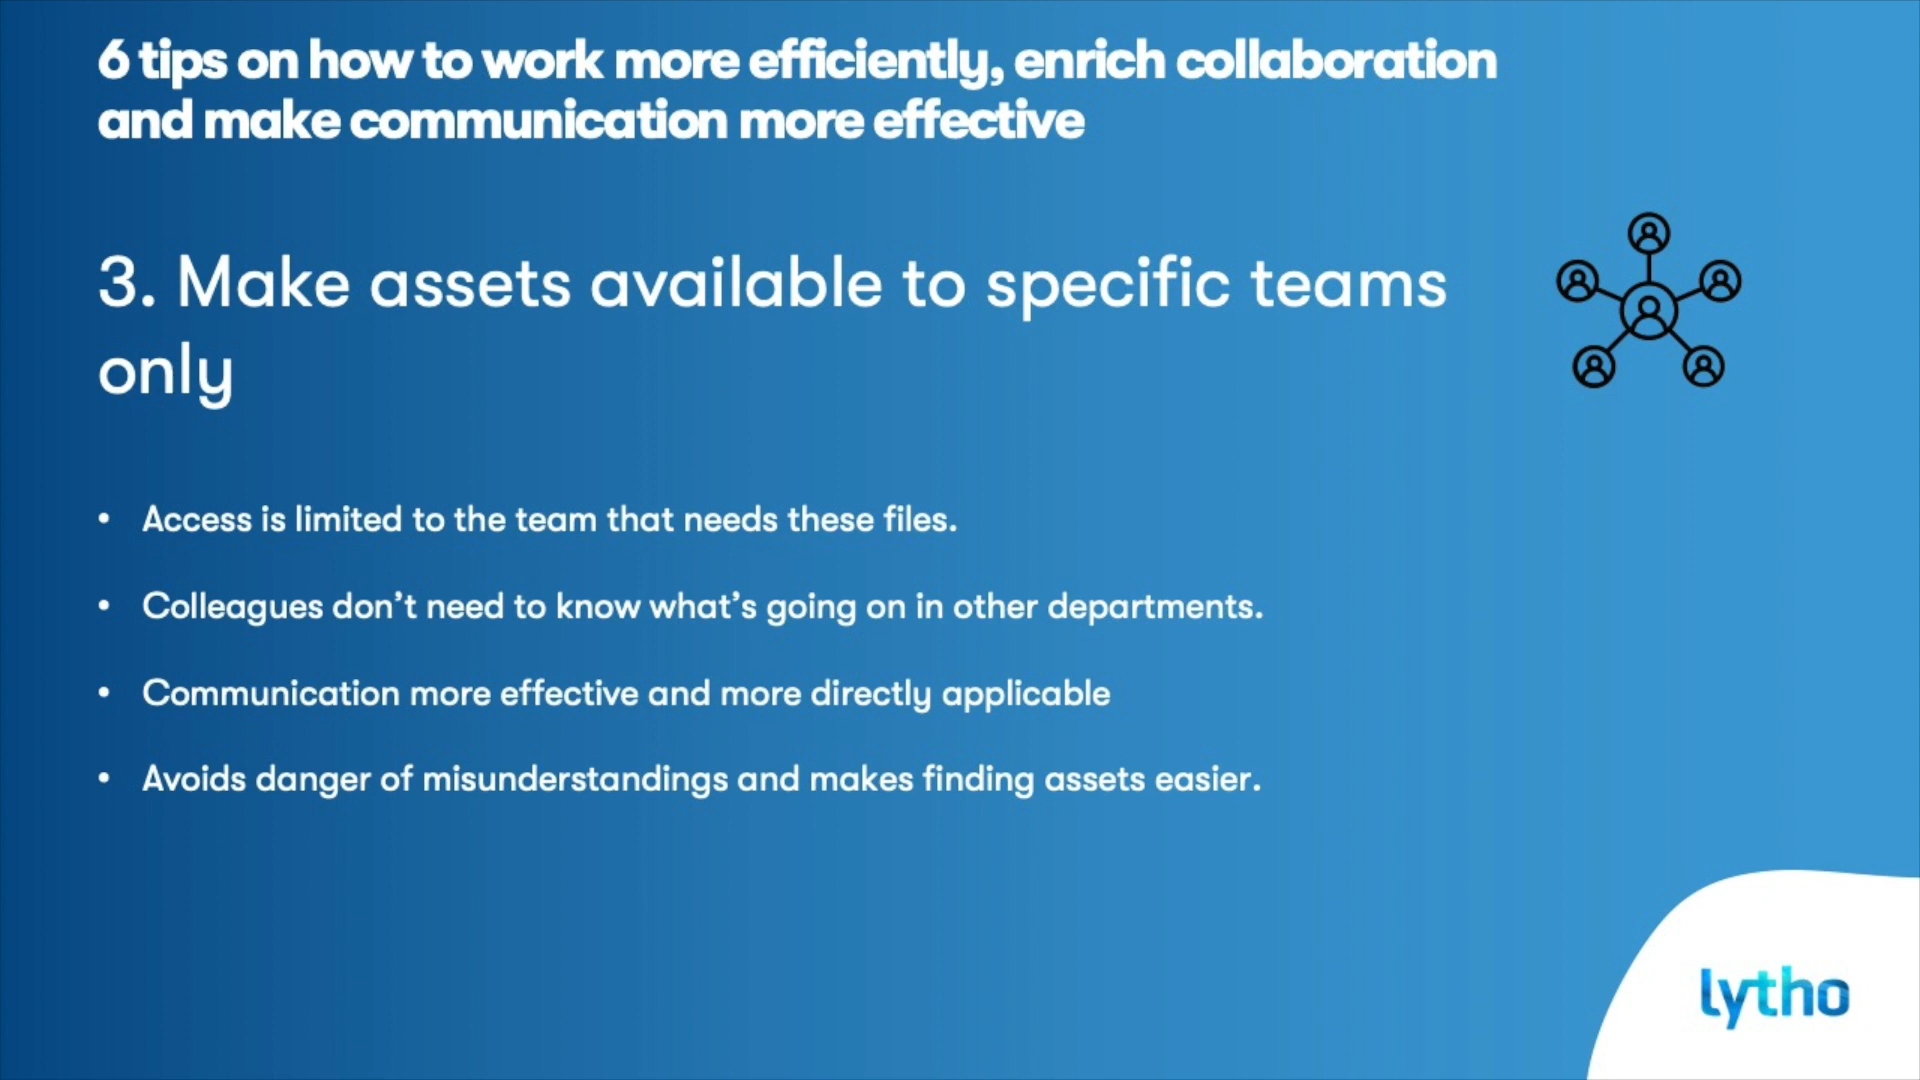 6 tips on how to work more efficiently, enrich collaboration
and make communication more effective
3. Make assets available to specific teams
only
• Access is limited to the team that needs these files.
• Colleagues don’t need to know what’s going on in other departments.
• Communication more effective and more directly applicable
• Avoids danger of misunderstandings and makes finding assets easier.
lytho